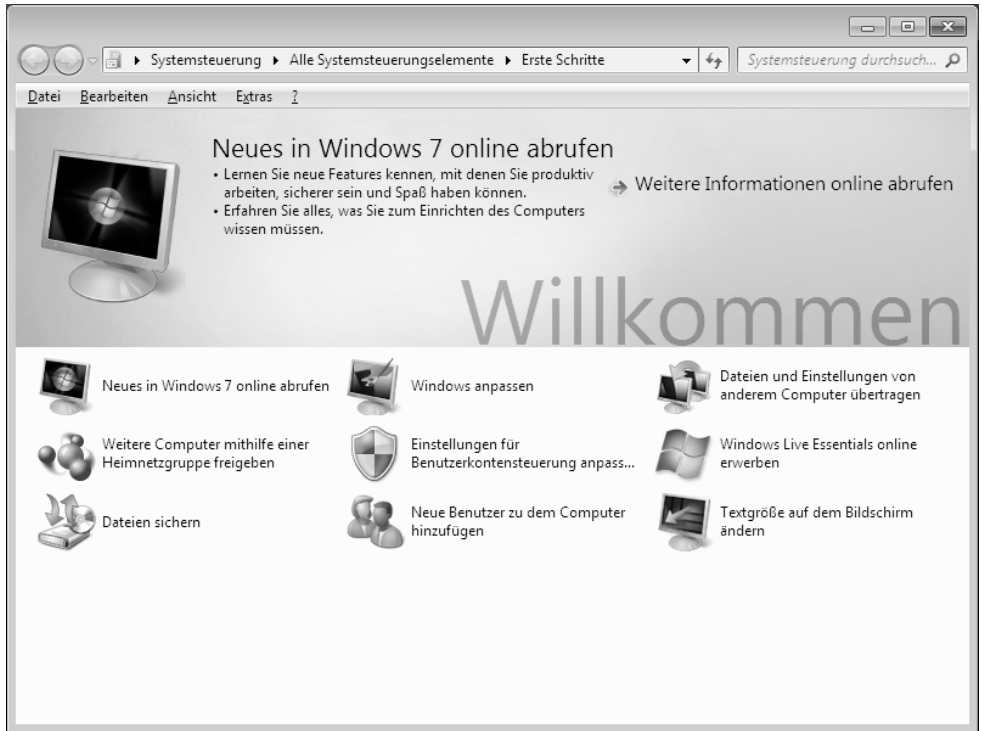 Systemsteuerung ▸ Alle Systemsteuerungselemente ▸ Erste Schritte
Systemsteuerung durchsuch...
Datei Bearbeiten Ansicht Extras ?
Neues in Windows 7 online abrufen
• Lernen Sie neue Features kennen, mit denen Sie produktiv
arbeiten, sicherer sein und Spaß haben können.
• Erfahren Sie alles, was Sie zum Einrichten des Computers
wissen müssen.
Weitere Informationen online abrufen
Willkommen
Neues in Windows 7 online abrufen
Windows anpassen
Dateien und Einstellungen von
anderem Computer übertragen
Weitere Computer mithilfe einer
Heimnetzgruppe freigeben
Einstellungen für
Benutzerkontensteuerung anpass...
Windows Live Essentials online
erwerben
Dateien sichern
Neue Benutzer zu dem Computer
hinzufügen
Textgröße auf dem Bildschirm
ändern